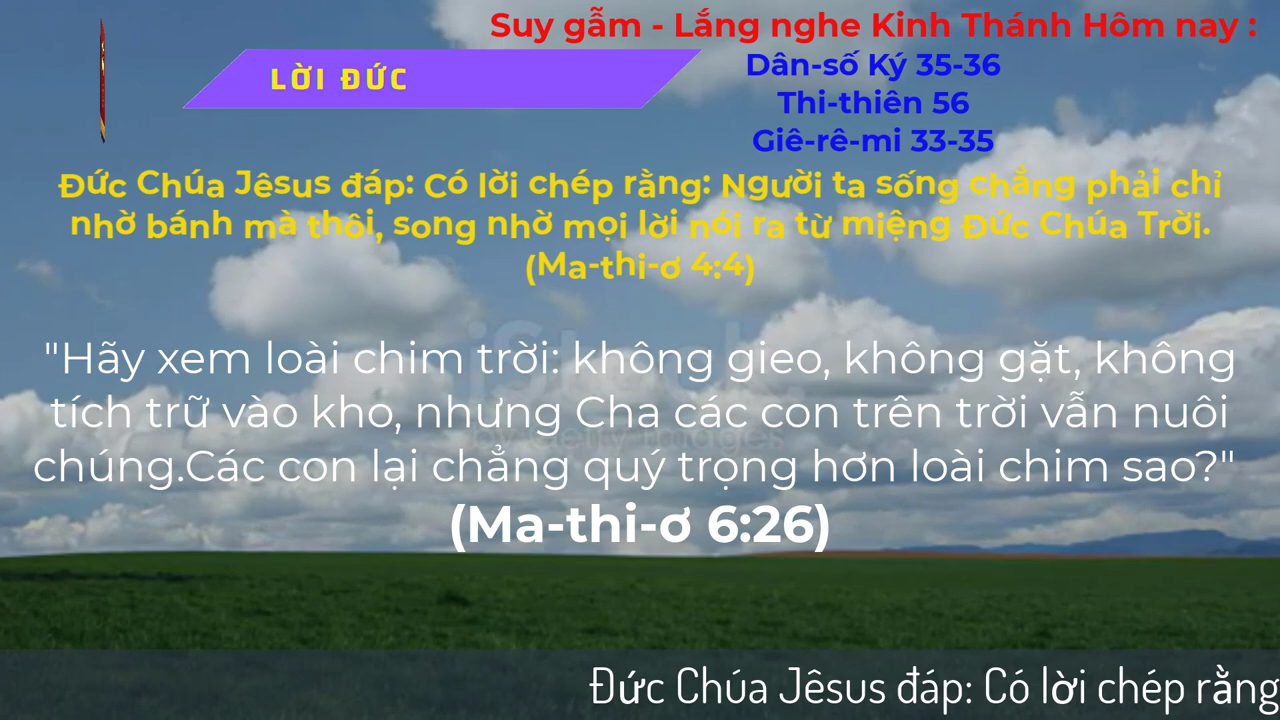 Suy gẫm - Lắng nghe Kinh Thánh Hôm nay :
LỜI ĐỨC
Dân-số Ký 35-36
Thi-thiên 56
Giê-rê-mi 33-35
Đức Chúa Jêsus đáp: Có lời chép rằng: Người ta sống chẳng phải chỉ
nhờ bánh mà thôi, song nhờ mọi lời nói ra từ miệng Đức Chúa Trời.
(Ma-thi-ơ 4:4)
iStock
by Getty Images
"Hãy xem loài chim trời: không gieo, không gặt, không
tích trữ vào kho, nhưng Cha các con trên trời vẫn nuôi
chúng.Các con lại chẳng quý trọng hơn loài chim sao?"
(Ma-thi-ơ 6:26)
Đức Chúa Jêsus đáp: Có lời chép rằng